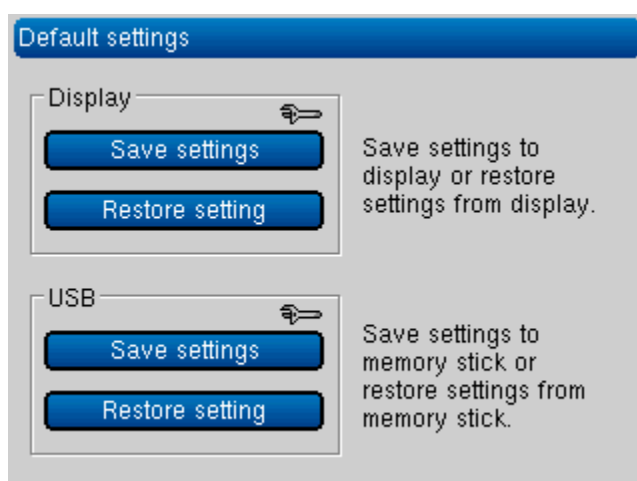 Default settings
Display
Save settings
Restore setting
Save settings to
display or restore
settings from display.
USB
Save settings
Restore setting
Save settings to
memory stick or
restore settings from
memory stick.